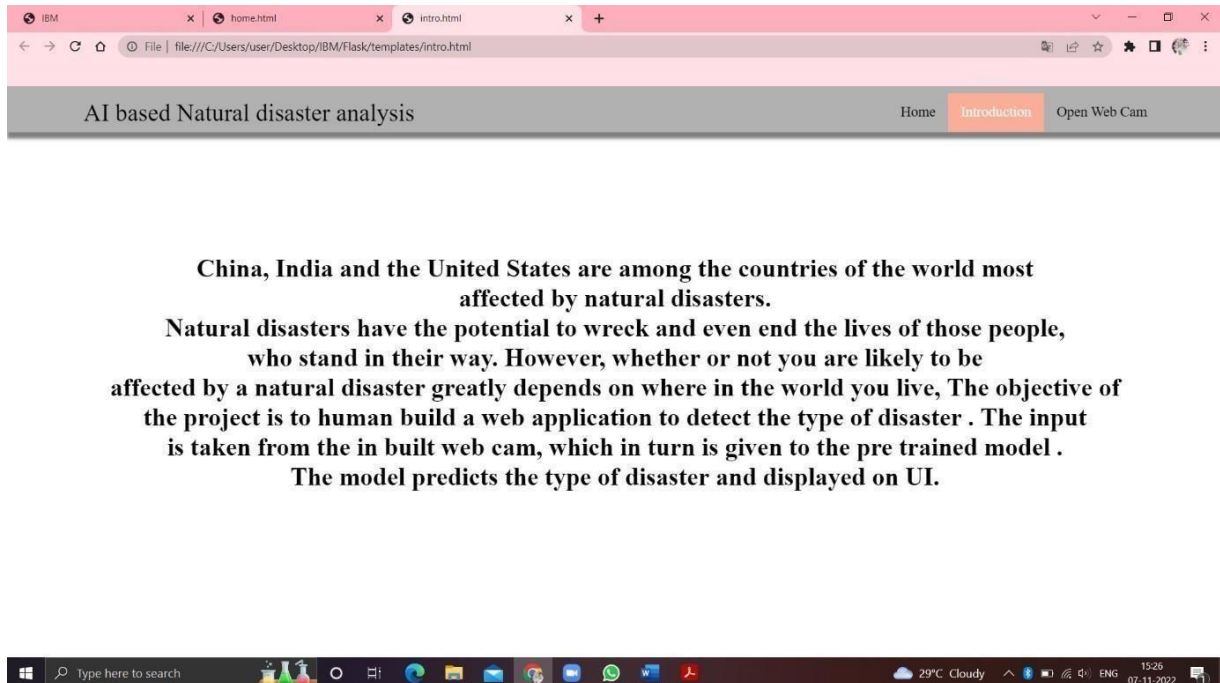 IBM
home.html
intro.html
File | file:///C:/Users/user/Desktop/IBM/Flask/templates/intro.html
AI based Natural disaster analysis
Home Introduction Open Web Cam
China, India and the United States are among the countries of the world most
affected by natural disasters.
Natural disasters have the potential to wreck and even end the lives of those people,
who stand in their way. However, whether or not you are likely to be
affected by a natural disaster greatly depends on where in the world you live, The objective of
the project is to human build a web application to detect the type of disaster . The input
is taken from the in built web cam, which in turn is given to the pre trained model .
The model predicts the type of disaster and displayed on UI.
Type here to search
29°C Cloudy
ENG
15:26
07-11-2022